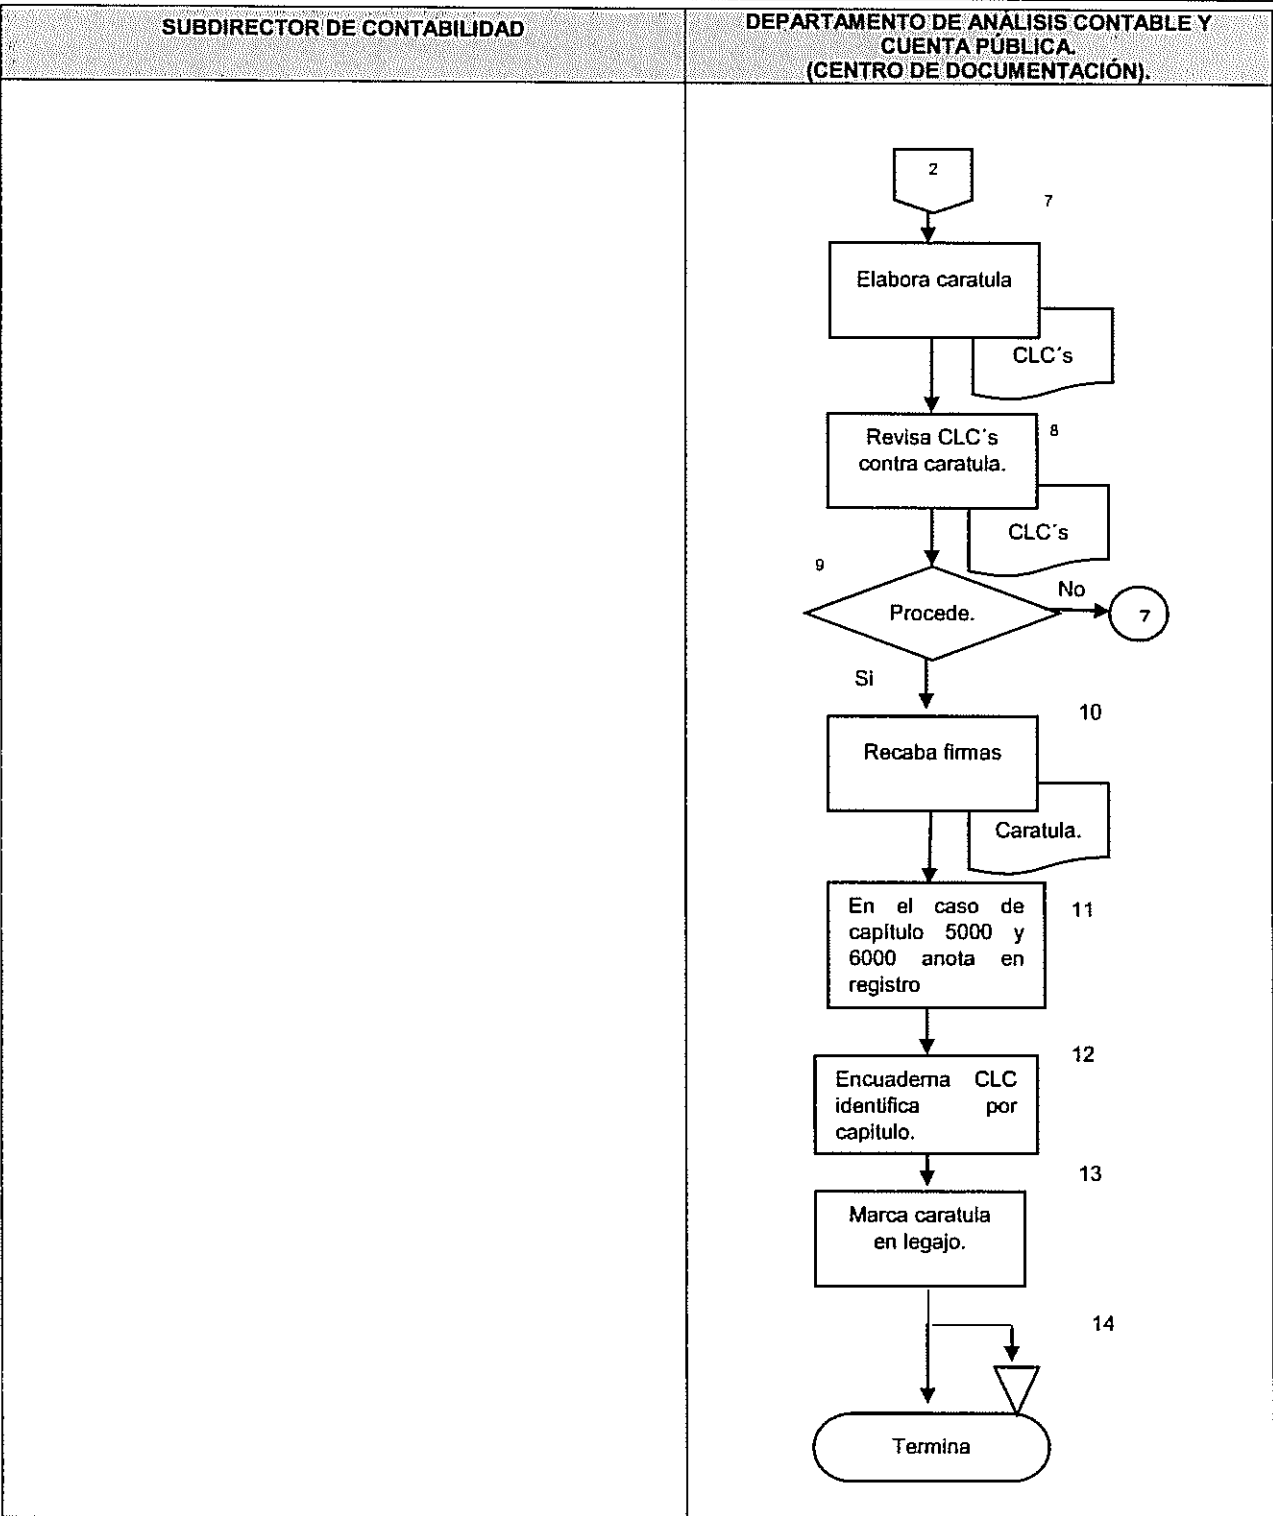 SUBDIRECTOR DE CONTABILIDAD
DEPARTAMENTO DE ANÁLISIS CONTABLE Y
CUENTA PÚBLICA.
(CENTRO DE DOCUMENTACIÓN).
2
7
Elabora caratula
CLC´s
Revisa CLC´s
contra caratula.
8
CLC´s
9
Procede.
No
7
Si
10
Recaba firmas
Caratula.
En el caso de
capítulo 5000 y
6000 anota en
registro
11
12
Encuaderna CLC
identifica por
capitulo.
13
Marca caratula
en legajo.
14
Termina